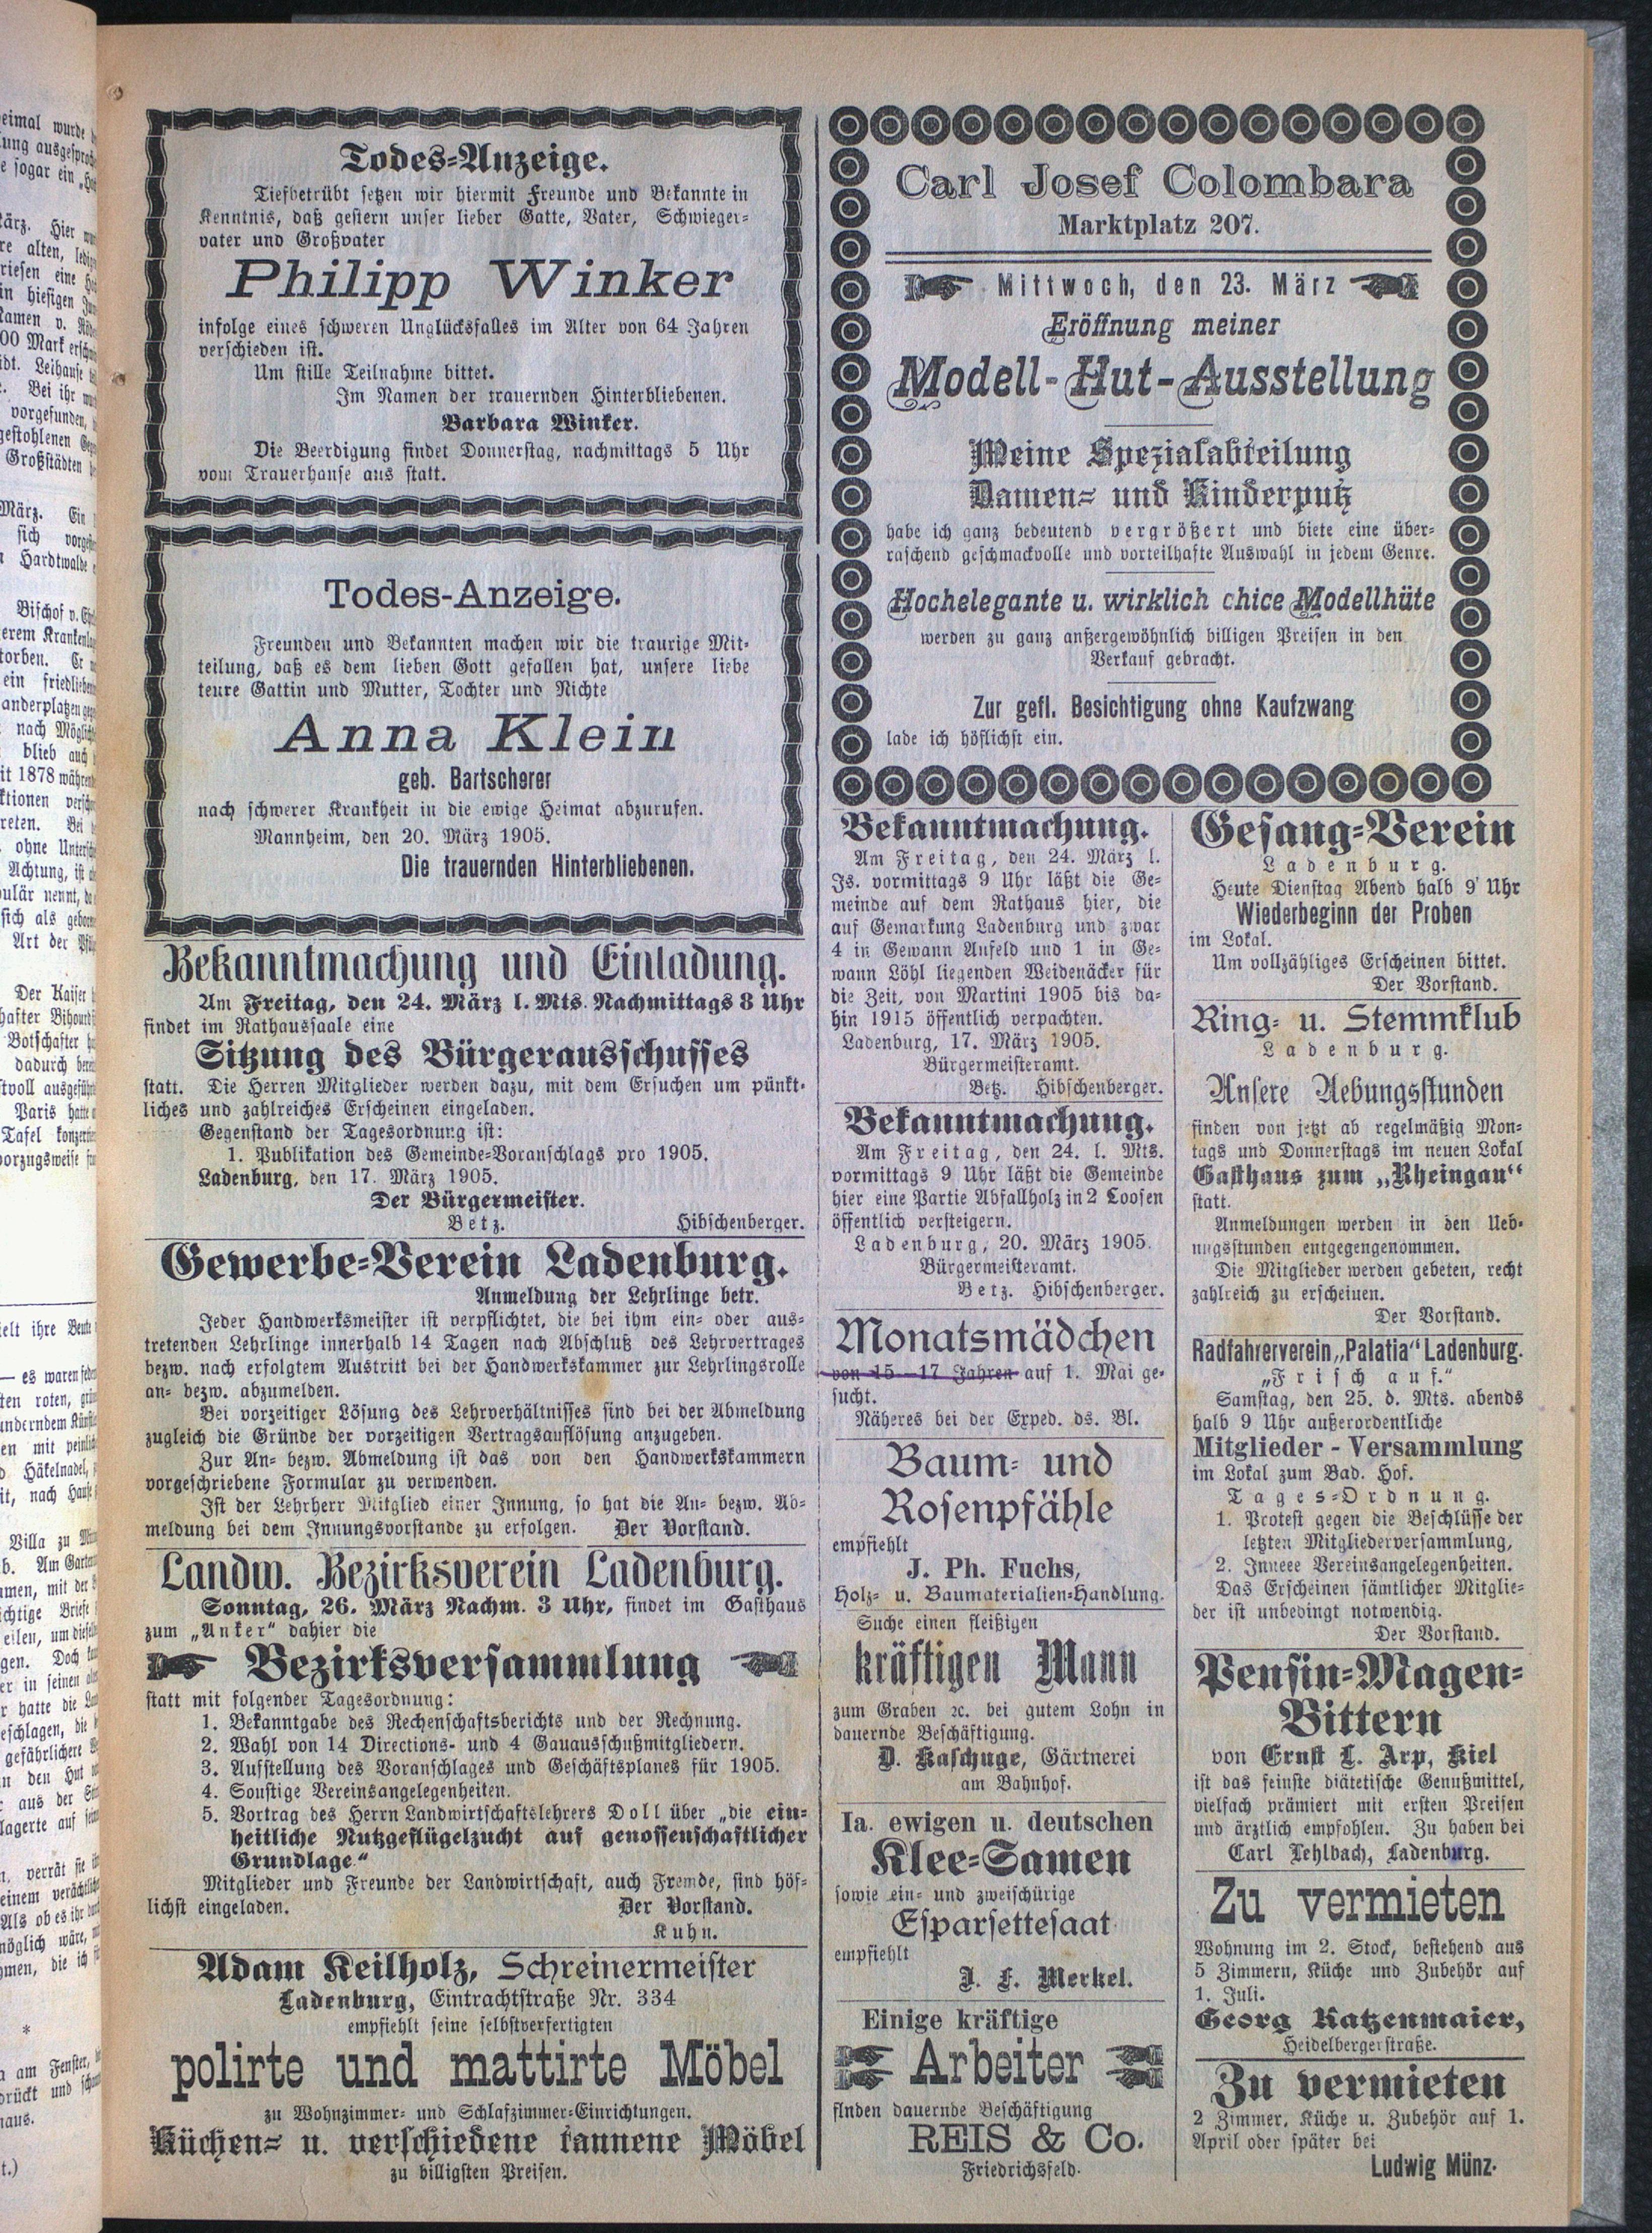 Todes-Anzeige.
Tiefbetrübt setzen wir hiermit Freunde und Bekannte in
Kenntnis, daß gestern unser lieber Gatte, Vater, Schwieger-
vater und Großvater
Philipp Winker
infolge eines schweren Unglücksfalles im Alter von 64 Jahren
verschieden ist.
Um stille Teilnahme bittet.
Im Namen der trauernden Hinterbliebenen.
Barbara Winker.
Die Beerdigung findet Donnerstag, nachmittags 5 Uhr
vom Trauerhause aus statt.
Todes-Anzeige.
Freunden und Bekannten machen wir die traurige Mit-
teilung, daß es dem lieben Gott gefallen hat, unsere liebe
teure Gattin und Mutter, Tochter und Nichte
Anna Klein
geb. Bartscherer
nach schwerer Krankheit in die ewige Heimat abzurufen.
Mannheim, den 20. März 1905.
Die trauernden Hinterbliebenen.
Bekanntmachung und Einladung.
Am Freitag, den 24. März l. Mts. Nachmittags 3 Uhr
findet im Rathaussaale eine
Sitzung des Bürgerausschusses
statt. Die Herren Mitglieder werden dazu, mit dem Ersuchen um pünkt-
liches und zahlreiches Erscheinen eingeladen.
Gegenstand der Tagesordnung ist:
1. Publikation des Gemeinde-Voranschlags pro 1905.
Ladenburg, den 17. März 1905.
Der Bürgermeister.
Betz. Hibschenberger.
Gewerbe-Verein Ladenburg.
Anmeldung der Lehrlinge betr.
Jeder Handwerksmeister ist verpflichtet, die bei ihm ein- oder aus-
tretenden Lehrlinge innerhalb 14 Tagen nach Abschluß des Lehrvertrages
bezw. nach erfolgtem Austritt bei der Handwerkskammer zur Lehrlingsrolle
an- bezw. abzumelden.
Bei vorzeitiger Lösung des Lehrverhältnisses sind bei der Abmeldung
zugleich die Gründe der vorzeitigen Vertragsauflösung anzugeben.
Zur An- bezw. Abmeldung ist das von den Handwerkskammern
vorgeschriebene Formular zu verwenden.
Ist der Lehrherr Mitglied einer Innung, so hat die An- bezw. Ab-
meldung bei dem Innungsvorstande zu erfolgen. Der Vorstand.
Landw. Bezirksverein Ladenburg.
Sonntag, 26. März Nachm. 3 Uhr, findet im Gasthaus
zum „Anker“ dahier die
Bezirksversammlung
statt mit folgender Tagesordnung:
1. Bekanntgabe des Rechenschaftsberichts und der Rechnung.
2. Wahl von 14 Directions- und 4 Gauausschußmitgliedern.
3. Aufstellung des Voranschlages und Geschäftsplanes für 1905.
4. Sonstige Vereinsangelegenheiten.
5. Vortrag des Herrn Landwirtschaftslehrers Doll über „die ein-
heitliche Nutzgeflügelzucht auf genossenschaftlicher
Grundlage“
Mitglieder und Freunde der Landwirtschaft, auch Fremde, sind höf-
lichst eingeladen. Der Vorstand.
Kuhn.
Adam Keilholz, Schreinermeister
Ladenburg, Eintrachtstraße Nr. 334
empfiehlt seine selbstverfertigten
polirte und mattirte Möbel
zu Wohnzimmer- und Schlafzimmer-Einrichtungen.
Küchen- u. verschiedene tannene Möbel
zu billigsten Preisen.
Carl Josef Colombara
Marktplatz 207.
Mittwoch, den 23. März
Eröffnung meiner
Modell-Hut-Ausstellung
Meine Spezialabteilung
Damen- und Kinderputz
habe ich ganz bedeutend vergrößert und biete eine über-
raschend geschmackvolle und vorteilhafte Auswahl in jedem Genre.
Hochelegante u. wirklich chice Modellhüte
werden zu ganz außergewöhnlich billigen Preisen in den
Verkauf gebracht.
Zur gefl. Besichtigung ohne Kaufzwang
lade ich höflichst ein.
Bekanntmachung.
Am Freitag, den 24. März l.
Js. vormittags 9 Uhr läßt die Ge-
meinde auf dem Rathaus hier, die
auf Gemarkung Ladenburg und zwar
4 in Gewann Aufeld und 1 in Ge-
wann Löhl liegenden Weidenäcker für
die Zeit, von Martini 1905 bis da-
hin 1915 öffentlich verpachten.
Ladenburg, 17. März 1905.
Bürgermeisteramt.
Betz. Hibschenberger.
Bekanntmachung.
Am Freitag, den 24. l. Mts.
vormittags 9 Uhr läßt die Gemeinde
hier eine Partie Abfallholz in 2 Loosen
öffentlich versteigern.
Ladenburg, 20. März 1905.
Bürgermeisteramt.
Betz. Hibschenberger.
Monatsmädchen
von 15—17 Jahren auf 1. Mai ge-
sucht.
Näheres bei der Exped. ds. Bl.
Baum- und
Rosenpfähle
empfiehlt
J. Ph. Fuchs,
Holz- u. Baumaterialien-Handlung.
Suche einen fleißigen
kräftigen Mann
zum Graben ꝛc. bei gutem Lohn in
dauernde Beschäftigung.
D. Kaschuge, Gärtnerei
am Bahnhof.
Ia. ewigen u. deutschen
Klee-Samen
sowie ein- und zweischürige
Esparsettesaat
empfiehlt
J. F. Merkel.
Einige kräftige
Arbeiter
finden dauernde Beschäftigung
REIS & Co.
Friedrichsfeld.
Gesang-Verein
Ladenburg.
Heute Dienstag Abend halb 9 Uhr
Wiederbeginn der Proben
im Lokal.
Um vollzähliges Erscheinen bittet.
Der Vorstand.
Ring- u. Stemmklub
Ladenburg.
Unsere Uebungsstunden
finden von jetzt ab regelmäßig Mon-
tags und Donnerstags im neuen Lokal
Gasthaus zum „Rheingau“
statt.
Anmeldungen werden in den Ueb-
ungsstunden entgegengenommen.
Die Mitglieder werden gebeten, recht
zahlreich zu erscheinen.
Der Vorstand.
Radfahrerverein „Palatia“ Ladenburg.
„Frisch auf.“
Samstag, den 25. d. Mts. abends
halb 9 Uhr außerordentliche
Mitglieder-Versammlung
im Lokal zum Bad. Hof.
Tages-Ordnung.
1. Protest gegen die Beschlüsse der
letzten Mitgliederversammlung,
2. Inneee Vereinsangelegenheiten.
Das Erscheinen sämtlicher Mitglie-
der ist unbedingt notwendig.
Der Vorstand.
Pensin-Magen-
Bittern
von Ernst L. Arp, Kiel
ist das feinste diätetische Genußmittel,
vielfach prämiert mit ersten Preisen
und ärztlich empfohlen. Zu haben bei
Carl Lehlbach, Ladenburg.
Zu vermieten
Wohnung im 2. Stock, bestehend aus
5 Zimmern, Küche und Zubehör auf
1. Juli.
Georg Katzenmaier,
Heidelbergerstraße.
Zu vermieten
2 Zimmer, Küche u. Zubehör auf 1.
April oder später bei
Ludwig Münz.